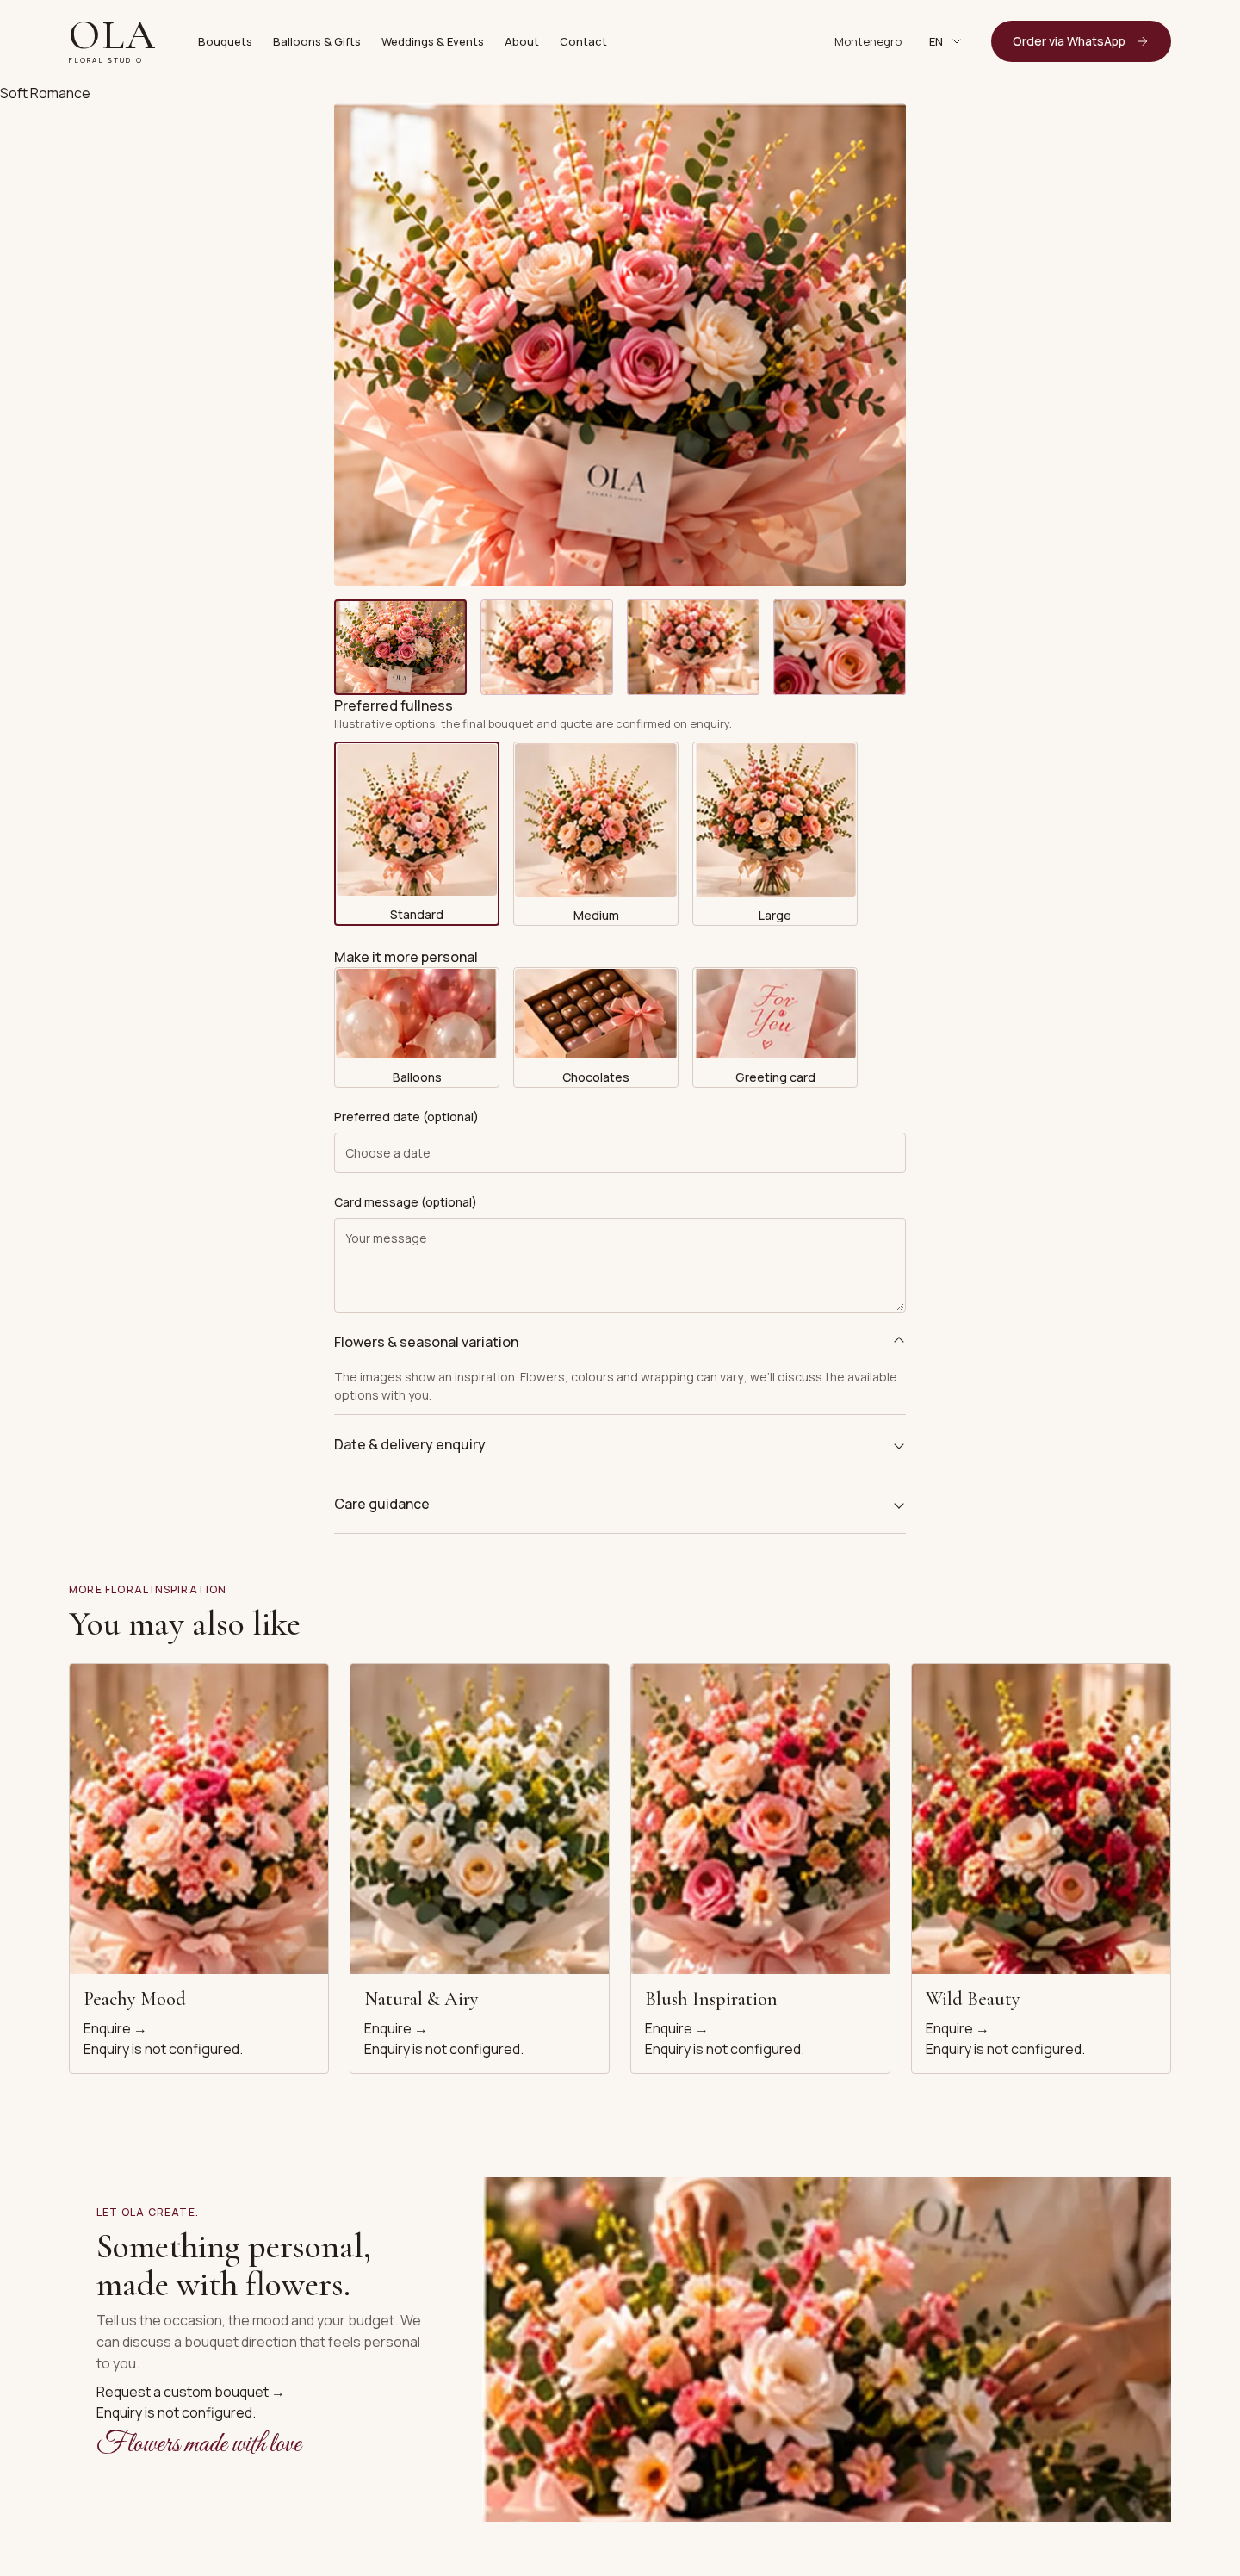 OLA
FLORAL STUDIO
Bouquets
Balloons & Gifts
Weddings & Events
About
Contact
Montenegro
EN
Order via WhatsApp →
Soft Romance
OLA
OLA
Preferred fullness
Illustrative options; the final bouquet and quote are confirmed on enquiry.
Standard
Medium
Large
Make it more personal
For
You
Balloons
Chocolates
Greeting card
Preferred date (optional)
Choose a date
Card message (optional)
Your message
Flowers & seasonal variation
The images show an inspiration. Flowers, colours and wrapping can vary; we'll discuss the available
options with you.
Date & delivery enquiry
Care guidance
MORE FLORAL INSPIRATION
You may also like
Peachy Mood
Enquire →
Enquiry is not configured.
Natural & Airy
Enquire →
Enquiry is not configured.
Blush Inspiration
Enquire →
Enquiry is not configured.
Wild Beauty
Enquire →
Enquiry is not configured.
LET OLA CREATE.
Something personal,
made with flowers.
Tell us the occasion, the mood and your budget. We
can discuss a bouquet direction that feels personal
to you.
Request a custom bouquet →
Enquiry is not configured.
Flowers made with love
OLA